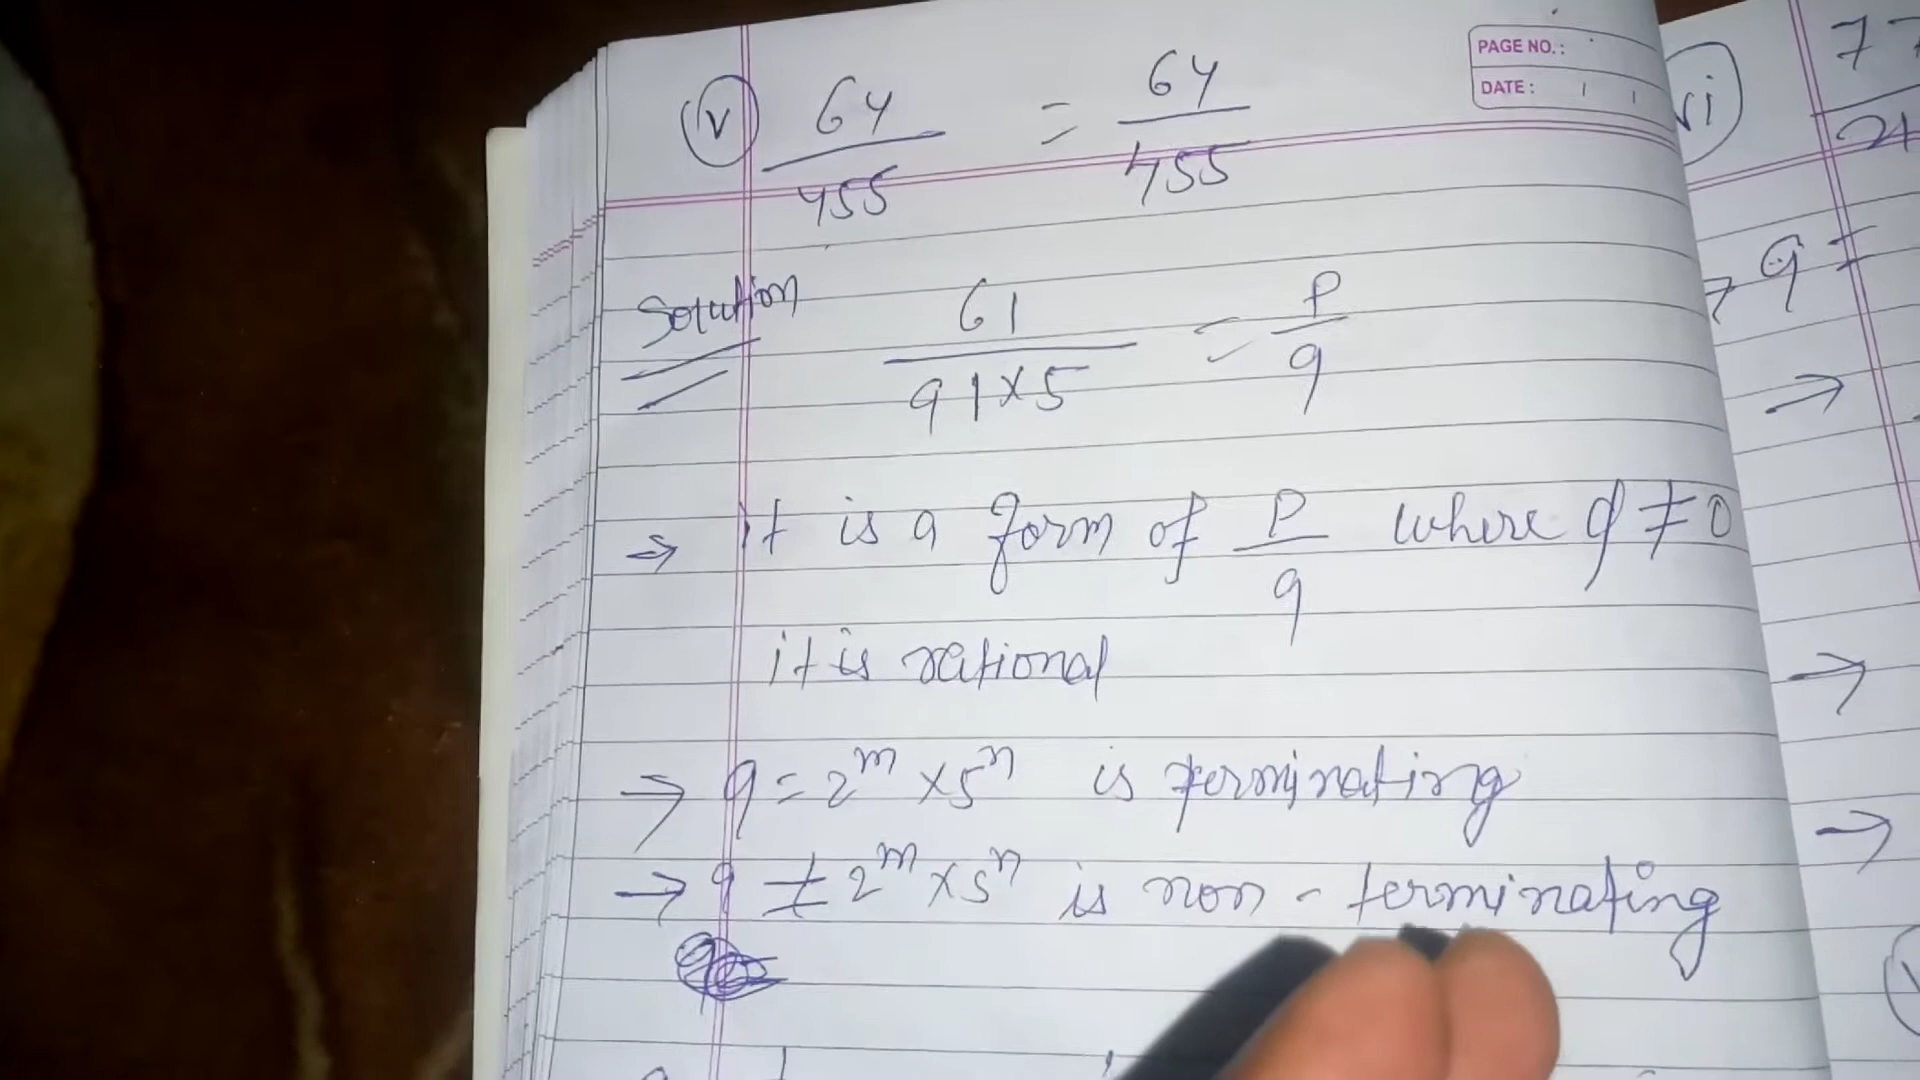 PAGE NO.:
DATE:
(v) 64/455 = 64/455
Solution 61/91×5 = P/q
⇒ it is a form of P/q where q ≠ 0
it is rational
→ q = 2^m × 5^n is terminating
→ q ≠ 2^m × 5^n is non-terminating
vi
q =
→
→
→